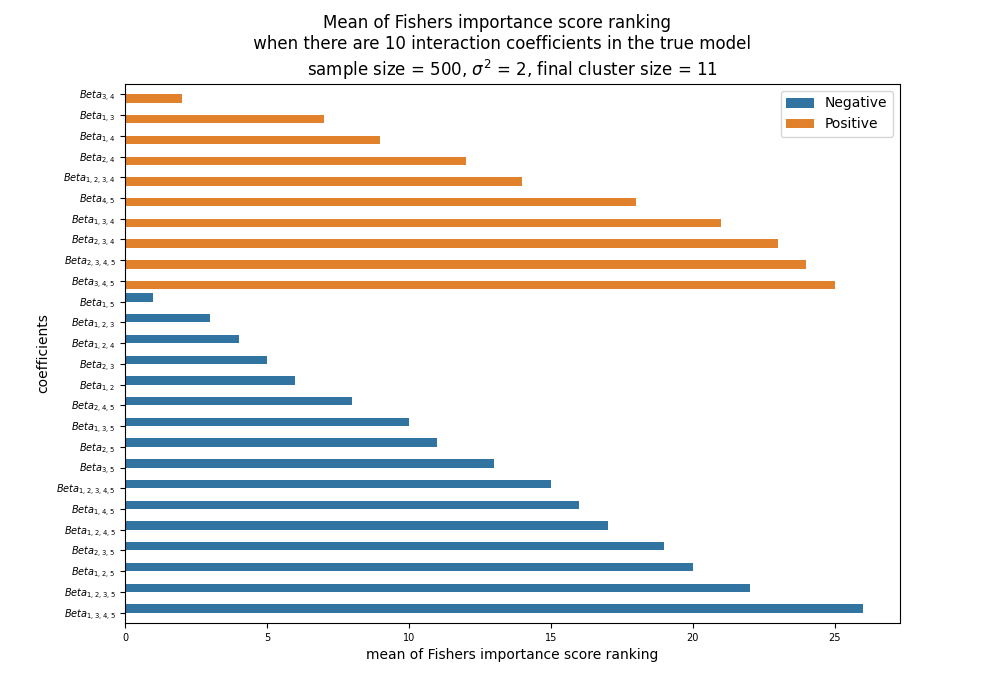 Mean of Fishers importance score ranking
when there are 10 interaction coefficients in the true model
sample size = 500, σ² = 2, final cluster size = 11
Negative
Positive
Beta3, 4
Beta1, 3
Beta1, 4
Beta2, 4
Beta1, 2, 3, 4
Beta4, 5
Beta1, 3, 4
Beta2, 3, 4
Beta2, 3, 4, 5
Beta3, 4, 5
Beta1, 5
Beta1, 2, 3
Beta1, 2, 4
Beta2, 3
Beta1, 2
Beta2, 4, 5
Beta1, 3, 5
Beta2, 5
Beta3, 5
Beta1, 2, 3, 4, 5
Beta1, 4, 5
Beta1, 2, 4, 5
Beta2, 3, 5
Beta1, 2, 5
Beta1, 2, 3, 5
Beta1, 3, 4, 5
coefficients
0 5 10 15 20 25
mean of Fishers importance score ranking